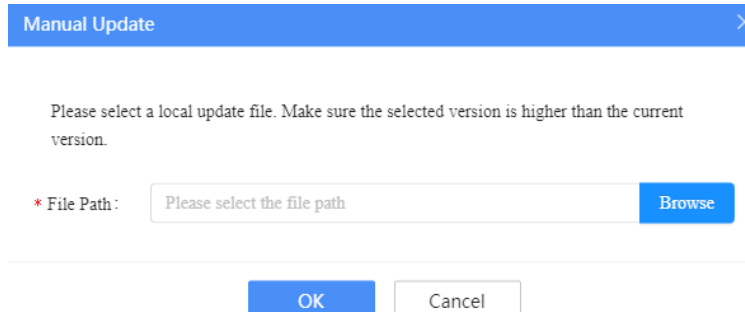 Manual Update
Please select a local update file. Make sure the selected version is higher than the current
version.
* File Path:
Please select the file path
Browse
OK
Cancel